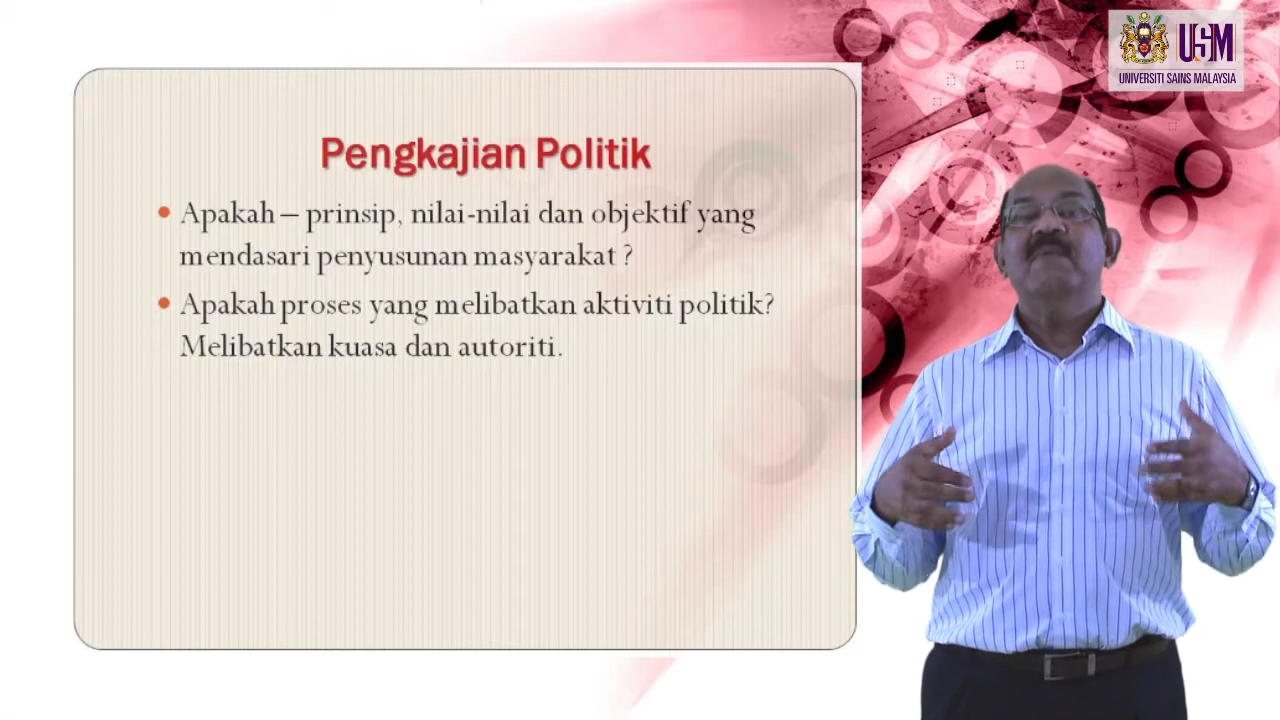 USM
UNIVERSITI SAINS MALAYSIA
Pengkajian Politik
• Apakah – prinsip, nilai-nilai dan objektif yang
mendasari penyusunan masyarakat ?
• Apakah proses yang melibatkan aktiviti politik?
Melibatkan kuasa dan autoriti.